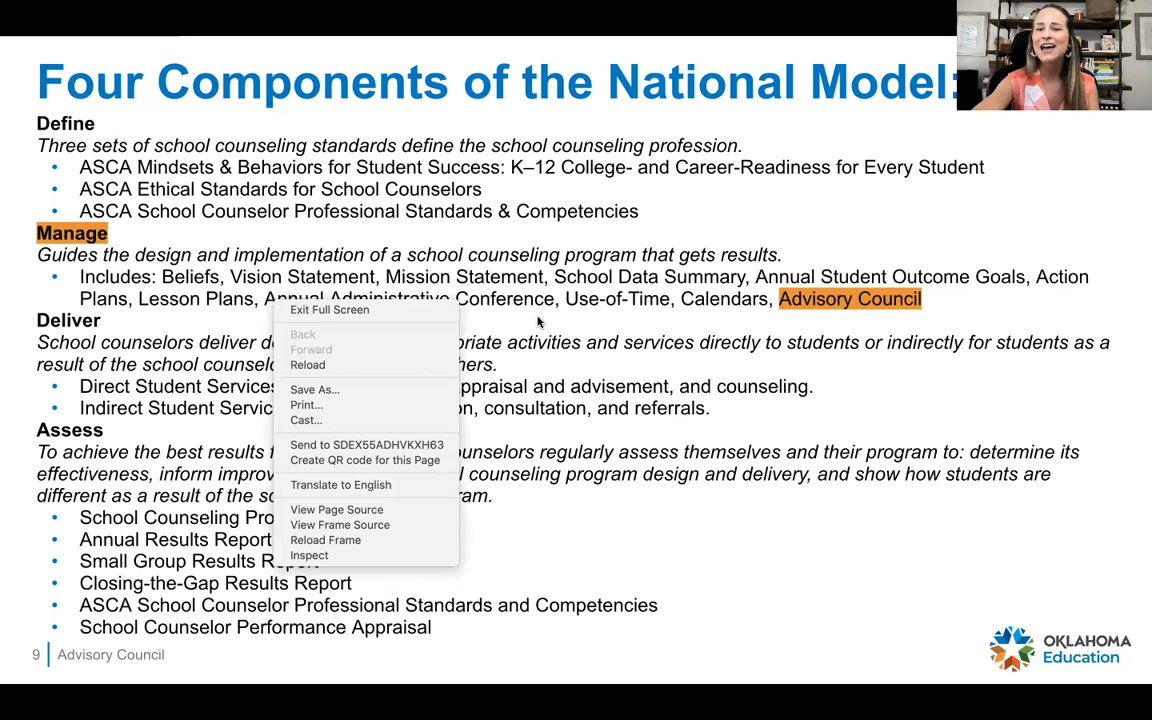 Four Components of the National Model:
Define
Three sets of school counseling standards define the school counseling profession.
• ASCA Mindsets & Behaviors for Student Success: K–12 College- and Career-Readiness for Every Student
• ASCA Ethical Standards for School Counselors
• ASCA School Counselor Professional Standards & Competencies
Manage
Guides the design and implementation of a school counseling program that gets results.
• Includes: Beliefs, Vision Statement, Mission Statement, School Data Summary, Annual Student Outcome Goals, Action
Plans, Lesson Plans, Annual Administrative Conference, Use-of-Time, Calendars, Advisory Council
Deliver
School counselors deliver activities and services directly to students or indirectly for students as a
result of the school
• Direct Student Services appraisal and advisement, and counseling.
• Indirect Student consultation, and referrals.
Assess
To achieve the best results counselors regularly assess themselves and their program to: determine its
effectiveness, inform counseling program design and delivery, and show how students are
different as a result of the
• School Counseling
• Annual Results Report
• Small Group Results Report
• Closing-the-Gap Results Report
• ASCA School Counselor Professional Standards and Competencies
• School Counselor Performance Appraisal
Exit Full Screen
Back
Forward
Reload
Save As...
Print...
Cast...
Send to SDEX55ADHVKXH63
Create QR code for this Page
Translate to English
View Page Source
View Frame Source
Reload Frame
Inspect
9 Advisory Council
OKLAHOMA
Education